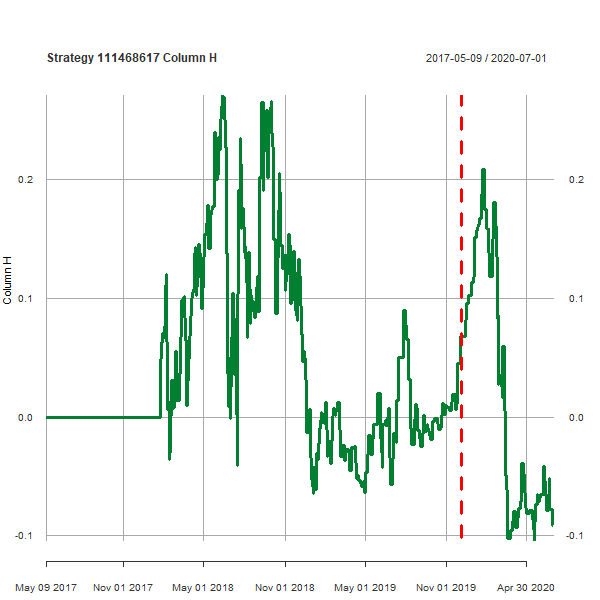 Strategy 111468617 Column H
2017-05-09 / 2020-07-01
0.2
0.2
0.1
0.1
0.0
0.0
-0.1
-0.1
Column H
May 09 2017
Nov 01 2017
May 01 2018
Nov 01 2018
May 01 2019
Nov 01 2019
Apr 30 2020